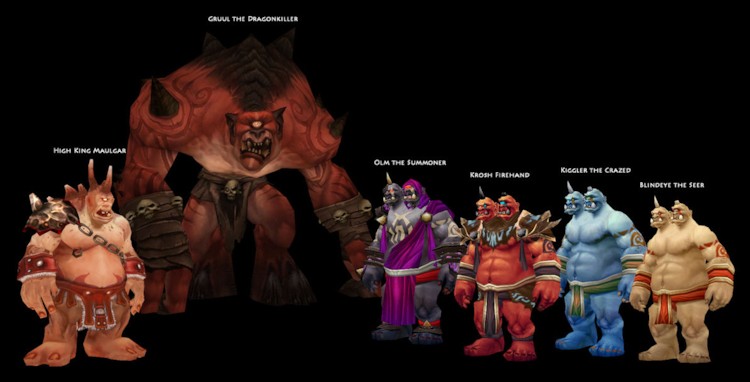 Gruul the Dragonkiller
High King Maulgar
Olm the Summoner
Krosh Firehand
Kiggler the Crazed
Blindeye the Seer